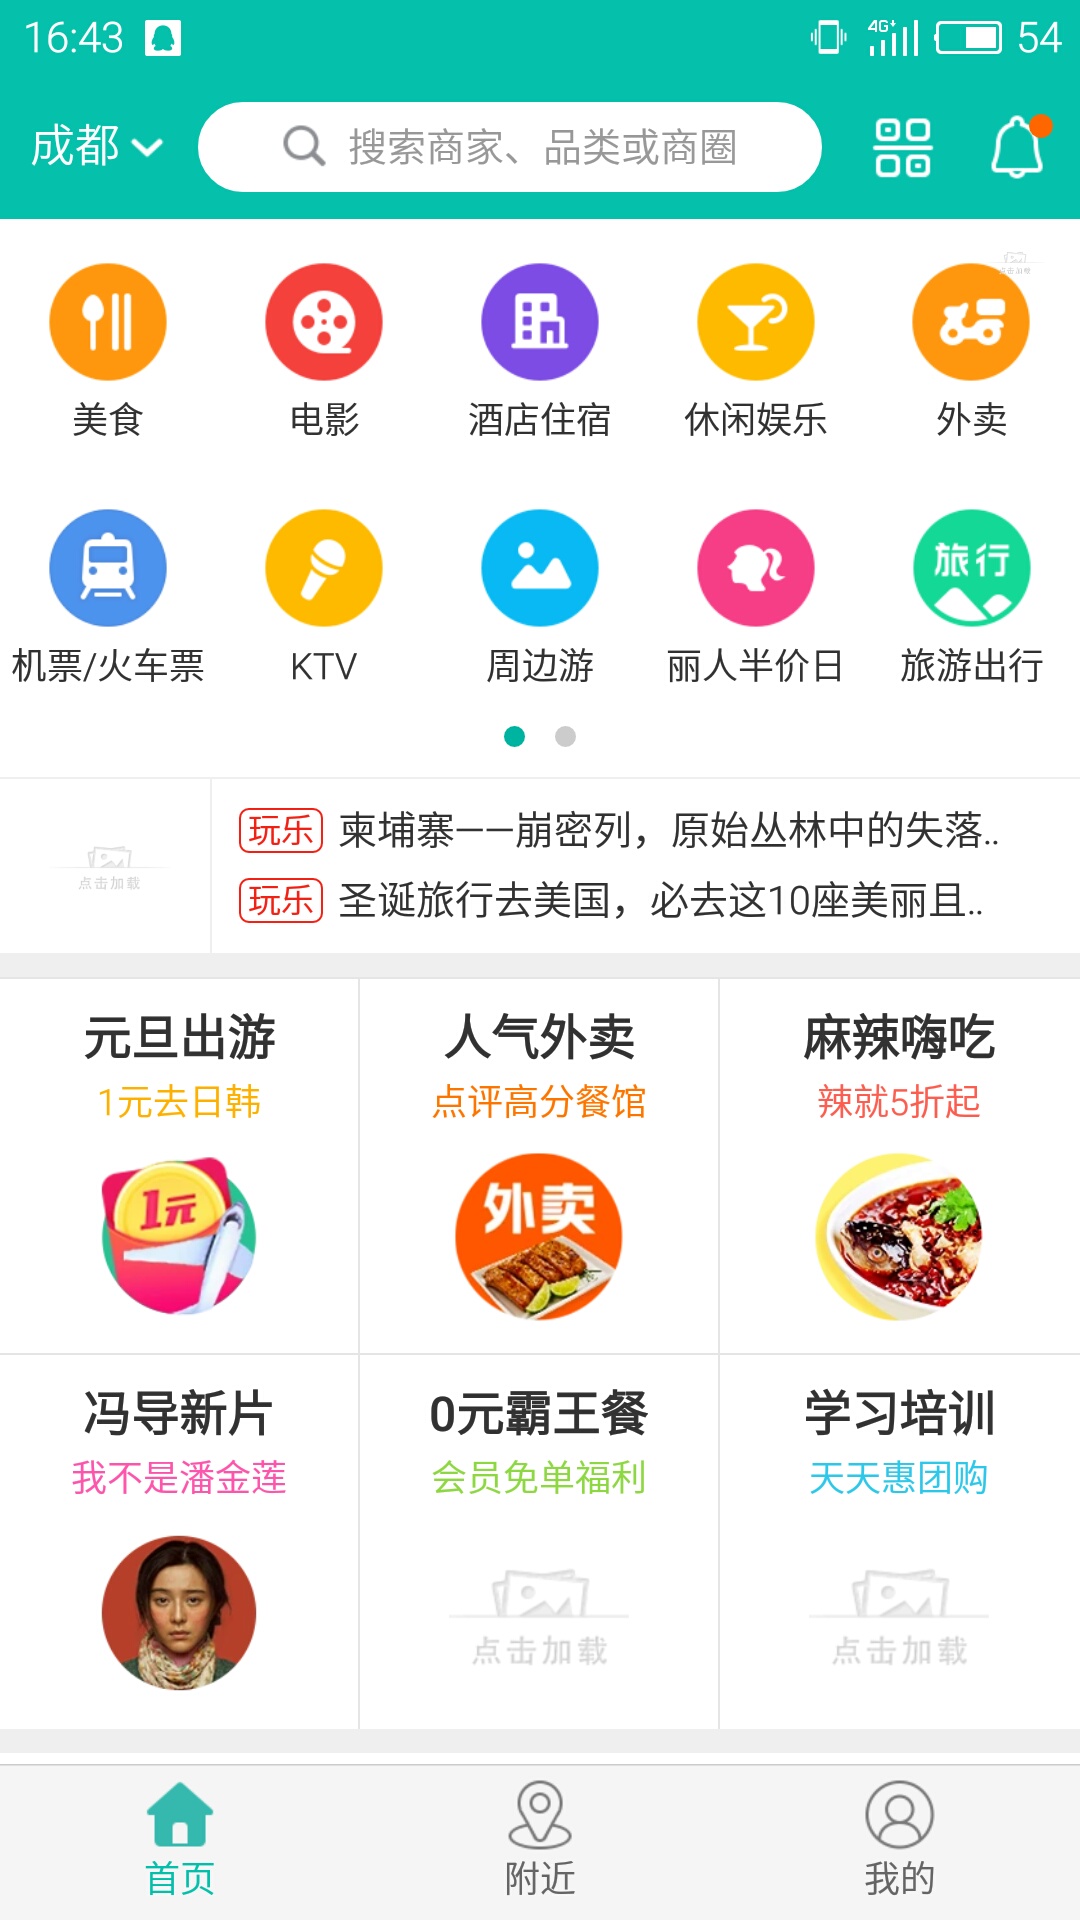 16:43 4G+ 54
成都 搜索商家、品类或商圈
点击加载
美食 电影 酒店住宿 休闲娱乐 外卖
旅行
机票/火车票 KTV 周边游 丽人半价日 旅游出行
玩乐 柬埔寨——崩密列，原始丛林中的失落..
点击加载
玩乐 圣诞旅行去美国，必去这10座美丽且..
元旦出游 人气外卖 麻辣嗨吃
1元去日韩 点评高分餐馆 辣就5折起
1元 外卖
冯导新片 0元霸王餐 学习培训
我不是潘金莲 会员免单福利 天天惠团购
点击加载 点击加载
首页 附近 我的